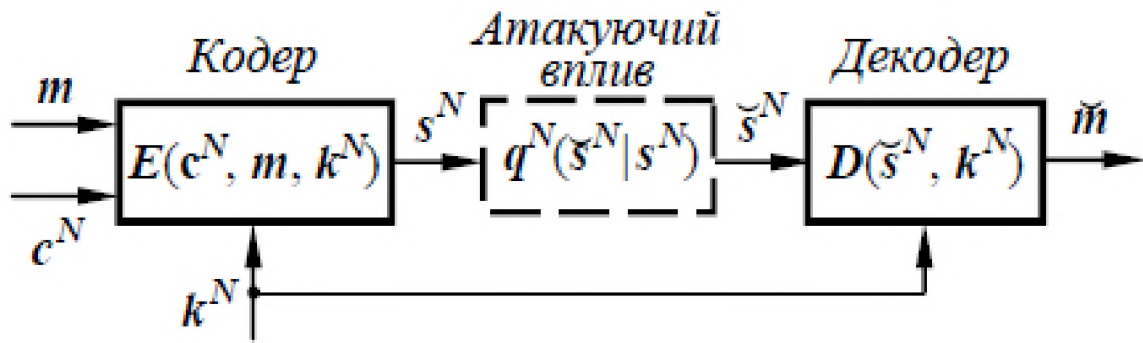 Кодер
Атакуючий
вплив
Декодер
m
s^N
š^N
m̆
E(c^N, m, k^N)
q^N(s̆^N|s^N)
D(s̆^N, k^N)
c^N
k^N